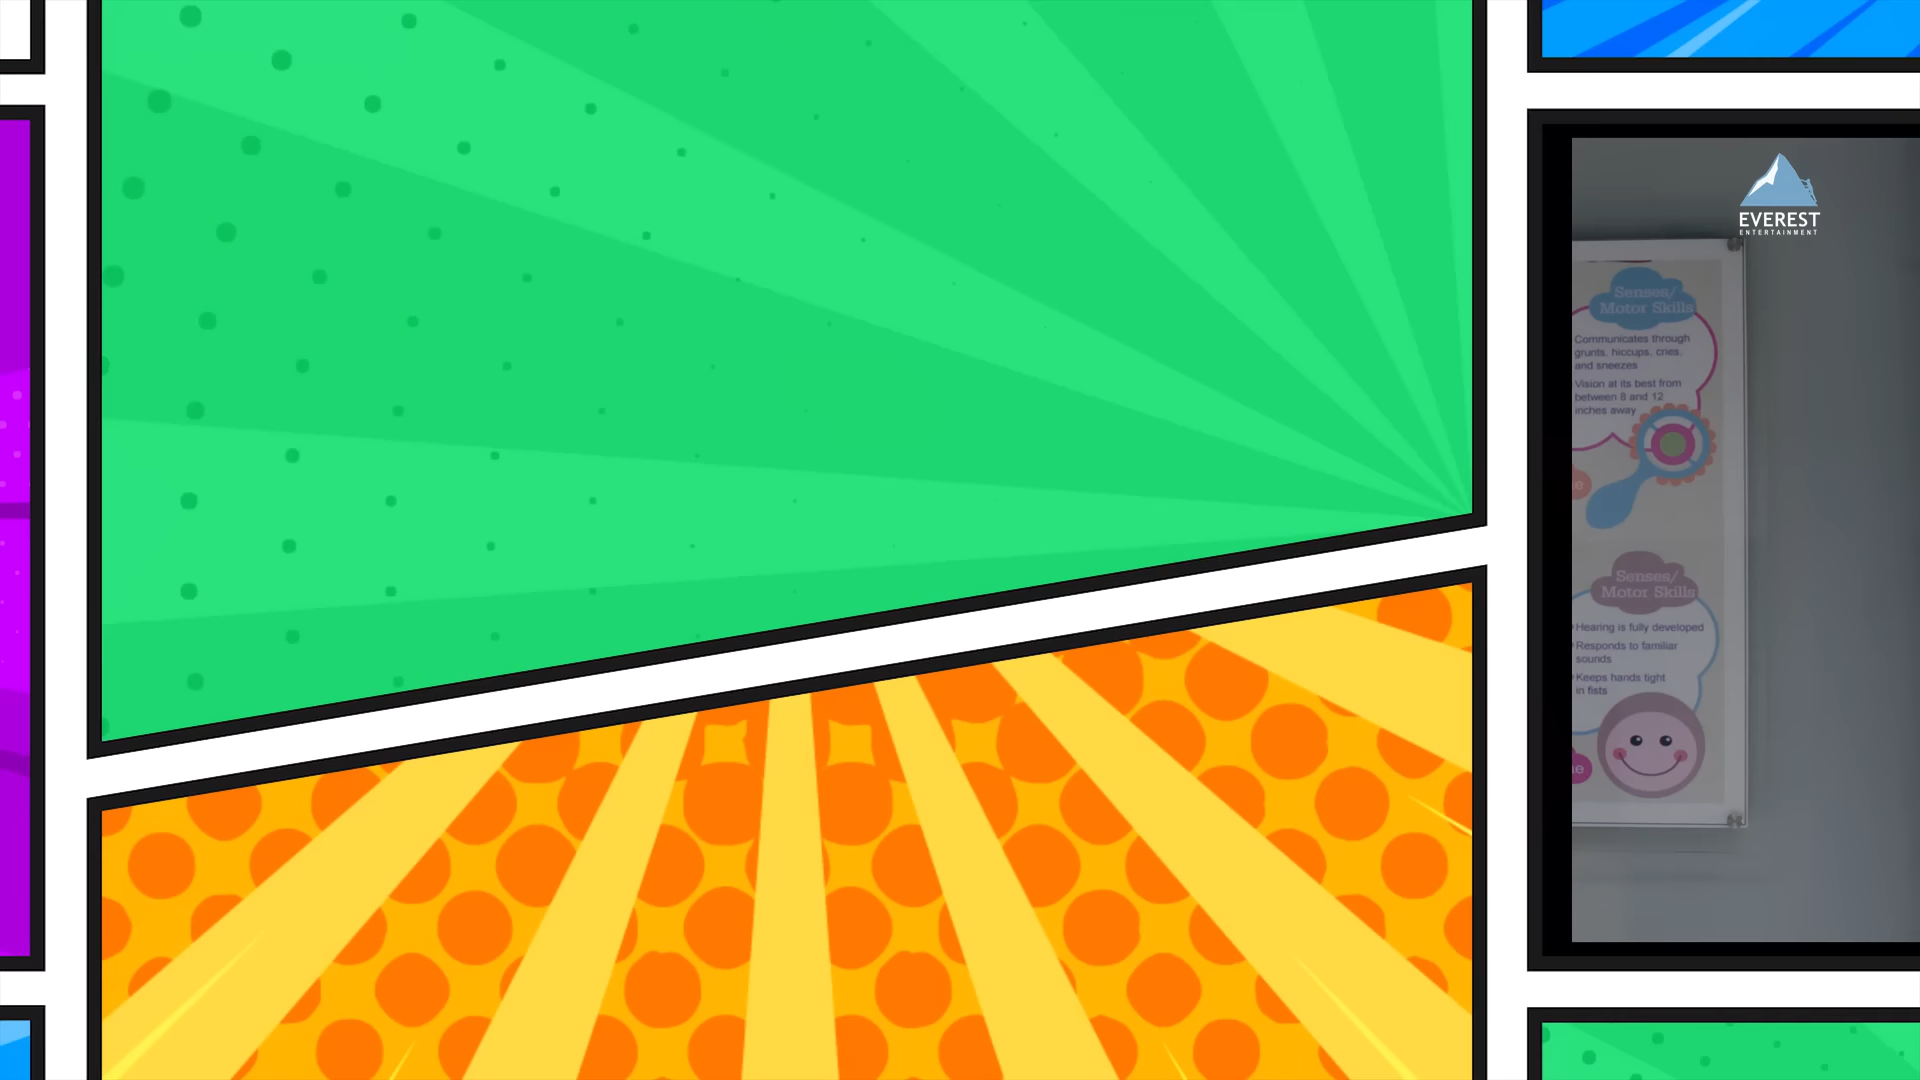 EVEREST
ENTERTAINMENT
Senses/
Motor Skills
Communicates through
grunts, hiccups, cries,
and sneezes
Vision at its best from
between 8 and 12
inches away
Senses/
Motor Skills
Hearing is fully developed
Responds to familiar
sounds
Keeps hands tight
in fists